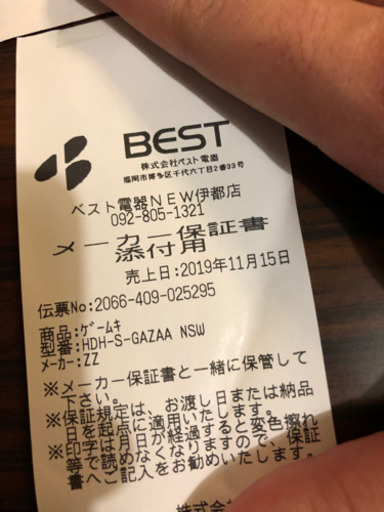 BEST
株式会社ベスト電器
福岡市博多区千代六丁目2番33号
ベスト電器NEW伊都店
092-805-1321
メーカー保証書
添付用
売上日:2019年11月15日
伝票No:2066-409-025295
商品:ゲームキ
型番:HDH-S-GAZAA NSW
メーカー:ZZ
※メーカー保証書と一緒に保管して
下さい。
※保証規定は、お渡し日または納品
日を起点に適用いたします。
※印字は月日が経過すると変色擦れ
等で読めなくなりますので、保証
書へご記入をお勧めいたします。
株式